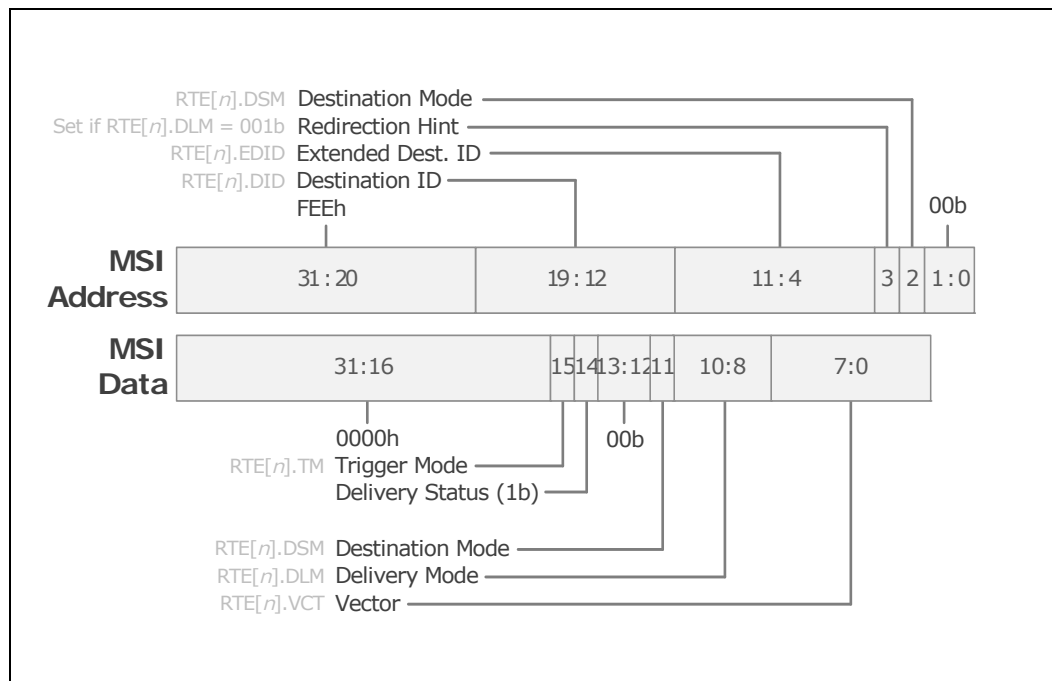 RTE[n].DSM Destination Mode
Set if RTE[n].DLM = 001b Redirection Hint
RTE[n].EDID Extended Dest. ID
RTE[n].DID Destination ID
FEEh
00b
MSI Address
31:20 19:12 11:4 3 2 1:0
MSI Data
31:16 15 14 13:12 11 10:8 7:0
0000h 00b
RTE[n].TM Trigger Mode
Delivery Status (1b)
RTE[n].DSM Destination Mode
RTE[n].DLM Delivery Mode
RTE[n].VCT Vector